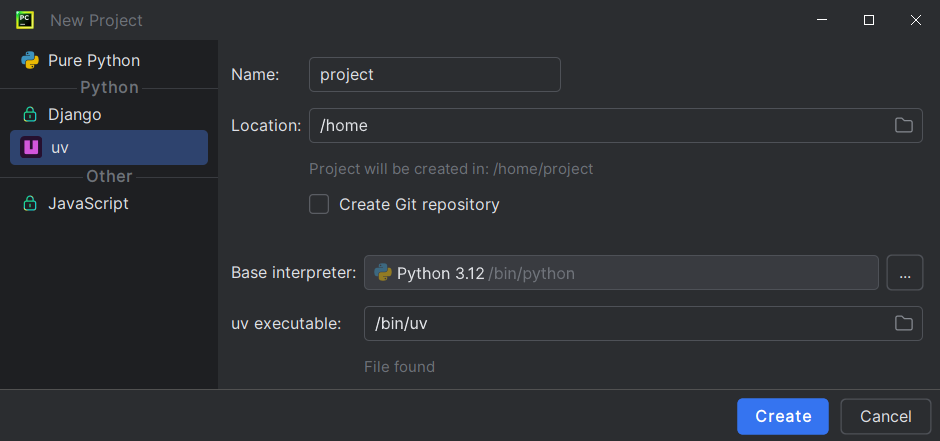 PC New Project
Pure Python
Python
Django
uv
Other
JavaScript
Name: project
Location: /home
Project will be created in: /home/project
Create Git repository
Base interpreter: Python 3.12 /bin/python ...
uv executable: /bin/uv
File found
Create Cancel